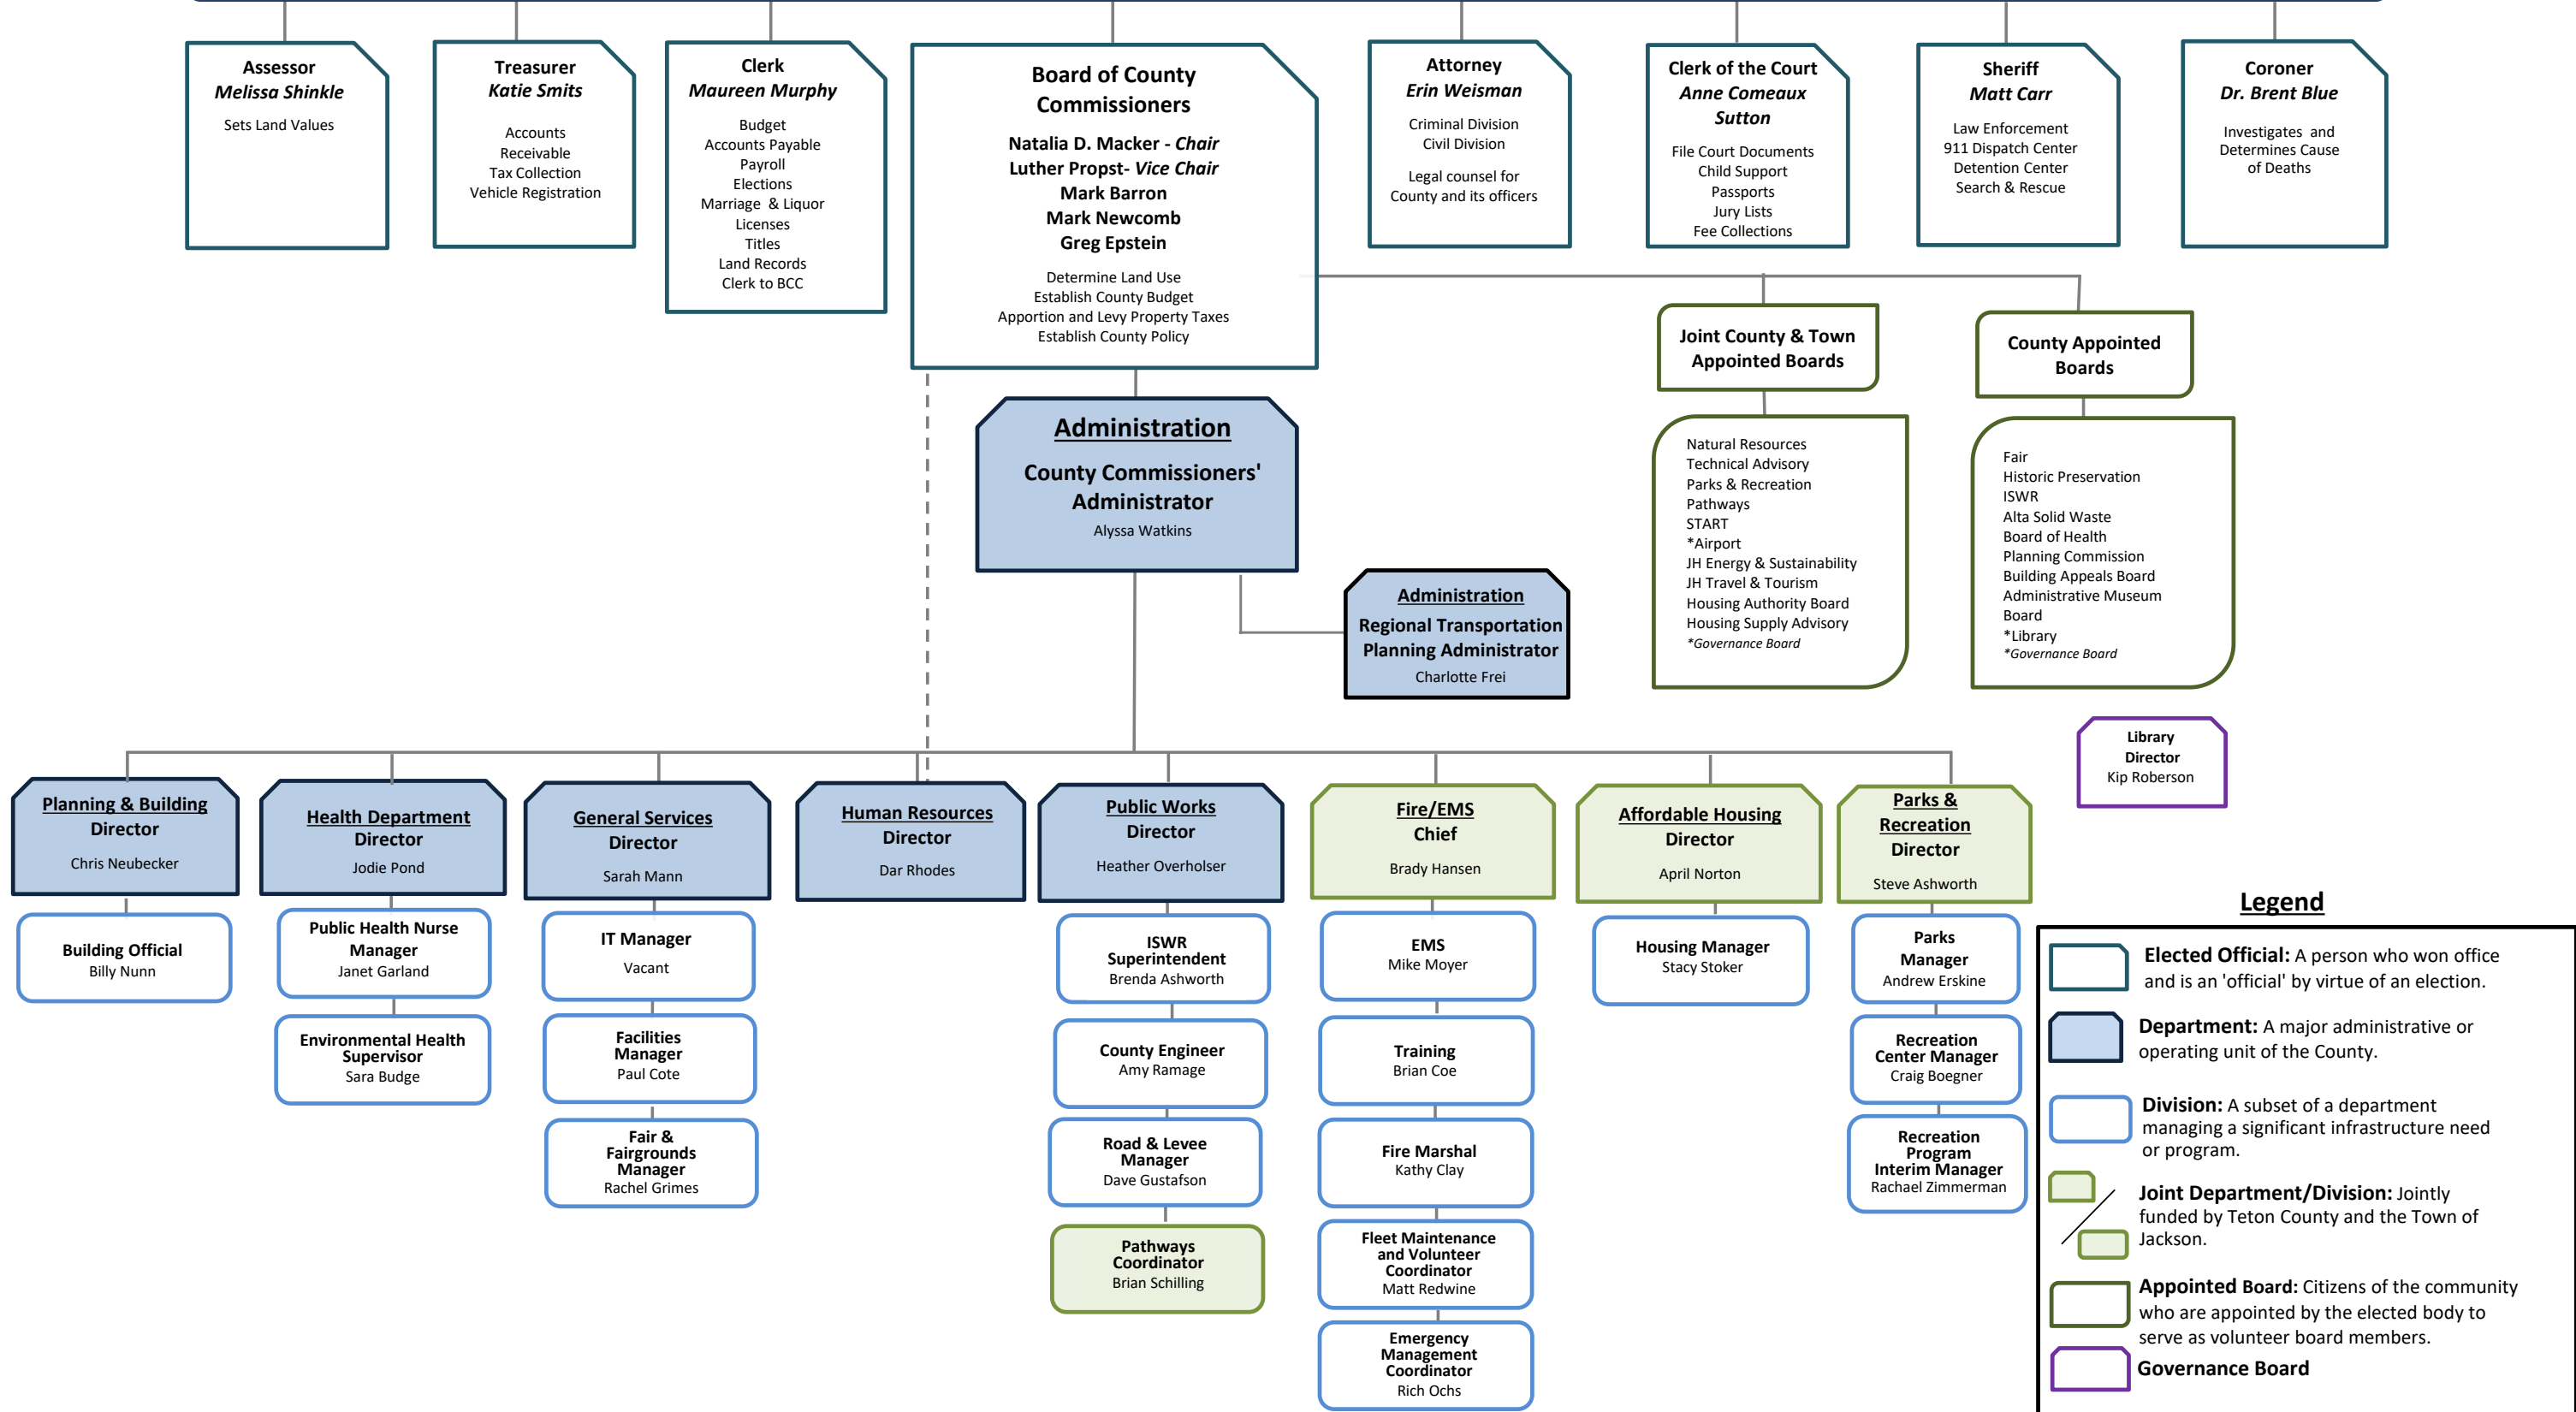 Assessor
Melissa Shinkle
Sets Land Values
Treasurer
Katie Smits
Accounts
Receivable
Tax Collection
Vehicle Registration
Clerk
Maureen Murphy
Budget
Accounts Payable
Payroll
Elections
Marriage & Liquor
Licenses
Titles
Land Records
Clerk to BCC
Board of County
Commissioners
Natalia D. Macker - Chair
Luther Propst- Vice Chair
Mark Barron
Mark Newcomb
Greg Epstein
Determine Land Use
Establish County Budget
Apportion and Levy Property Taxes
Establish County Policy
Attorney
Erin Weisman
Criminal Division
Civil Division
Legal counsel for
County and its officers
Clerk of the Court
Anne Comeaux
Sutton
File Court Documents
Child Support
Passports
Jury Lists
Fee Collections
Sheriff
Matt Carr
Law Enforcement
911 Dispatch Center
Detention Center
Search & Rescue
Coroner
Dr. Brent Blue
Investigates and
Determines Cause
of Deaths
Joint County & Town
Appointed Boards
County Appointed
Boards
Natural Resources
Technical Advisory
Parks & Recreation
Pathways
START
*Airport
JH Energy & Sustainability
JH Travel & Tourism
Housing Authority Board
Housing Supply Advisory
*Governance Board
Fair
Historic Preservation
ISWR
Alta Solid Waste
Board of Health
Planning Commission
Building Appeals Board
Administrative Museum
Board
*Library
*Governance Board
Administration
County Commissioners'
Administrator
Alyssa Watkins
Administration
Regional Transportation
Planning Administrator
Charlotte Frei
Library
Director
Kip Roberson
Planning & Building
Director
Chris Neubecker
Building Official
Billy Nunn
Health Department
Director
Jodie Pond
Public Health Nurse
Manager
Janet Garland
Environmental Health
Supervisor
Sara Budge
General Services
Director
Sarah Mann
IT Manager
Vacant
Facilities
Manager
Paul Cote
Fair &
Fairgrounds
Manager
Rachel Grimes
Human Resources
Director
Dar Rhodes
Public Works
Director
Heather Overholser
ISWR
Superintendent
Brenda Ashworth
County Engineer
Amy Ramage
Road & Levee
Manager
Dave Gustafson
Pathways
Coordinator
Brian Schilling
Fire/EMS
Chief
Brady Hansen
EMS
Mike Moyer
Training
Brian Coe
Fire Marshal
Kathy Clay
Fleet Maintenance
and Volunteer
Coordinator
Matt Redwine
Emergency
Management
Coordinator
Rich Ochs
Affordable Housing
Director
April Norton
Housing Manager
Stacy Stoker
Parks &
Recreation
Director
Steve Ashworth
Parks
Manager
Andrew Erskine
Recreation
Center Manager
Craig Boegner
Recreation
Program
Interim Manager
Rachael Zimmerman
Legend
Elected Official: A person who won office
and is an 'official' by virtue of an election.
Department: A major administrative or
operating unit of the County.
Division: A subset of a department
managing a significant infrastructure need
or program.
Joint Department/Division: Jointly
funded by Teton County and the Town of
Jackson.
Appointed Board: Citizens of the community
who are appointed by the elected body to
serve as volunteer board members.
Governance Board